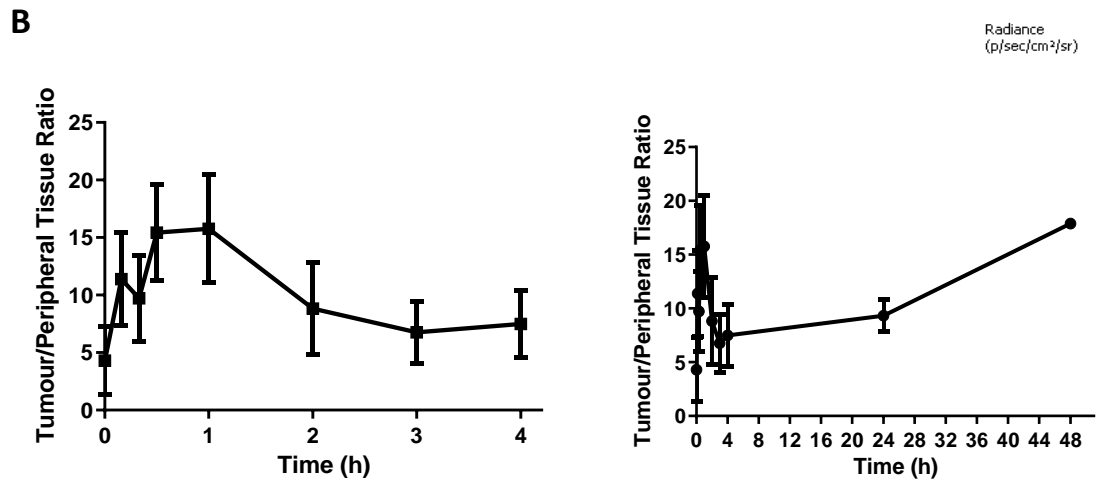 B
Radiance
(p/sec/cm²/sr)
Tumour/Peripheral Tissue Ratio
25
20
15
10
5
0
0 1 2 3 4
Time (h)
Tumour/Peripheral Tissue Ratio
25
20
15
10
5
0
0 4 8 12 16 20 24 28 32 36 40 44 48
Time (h)